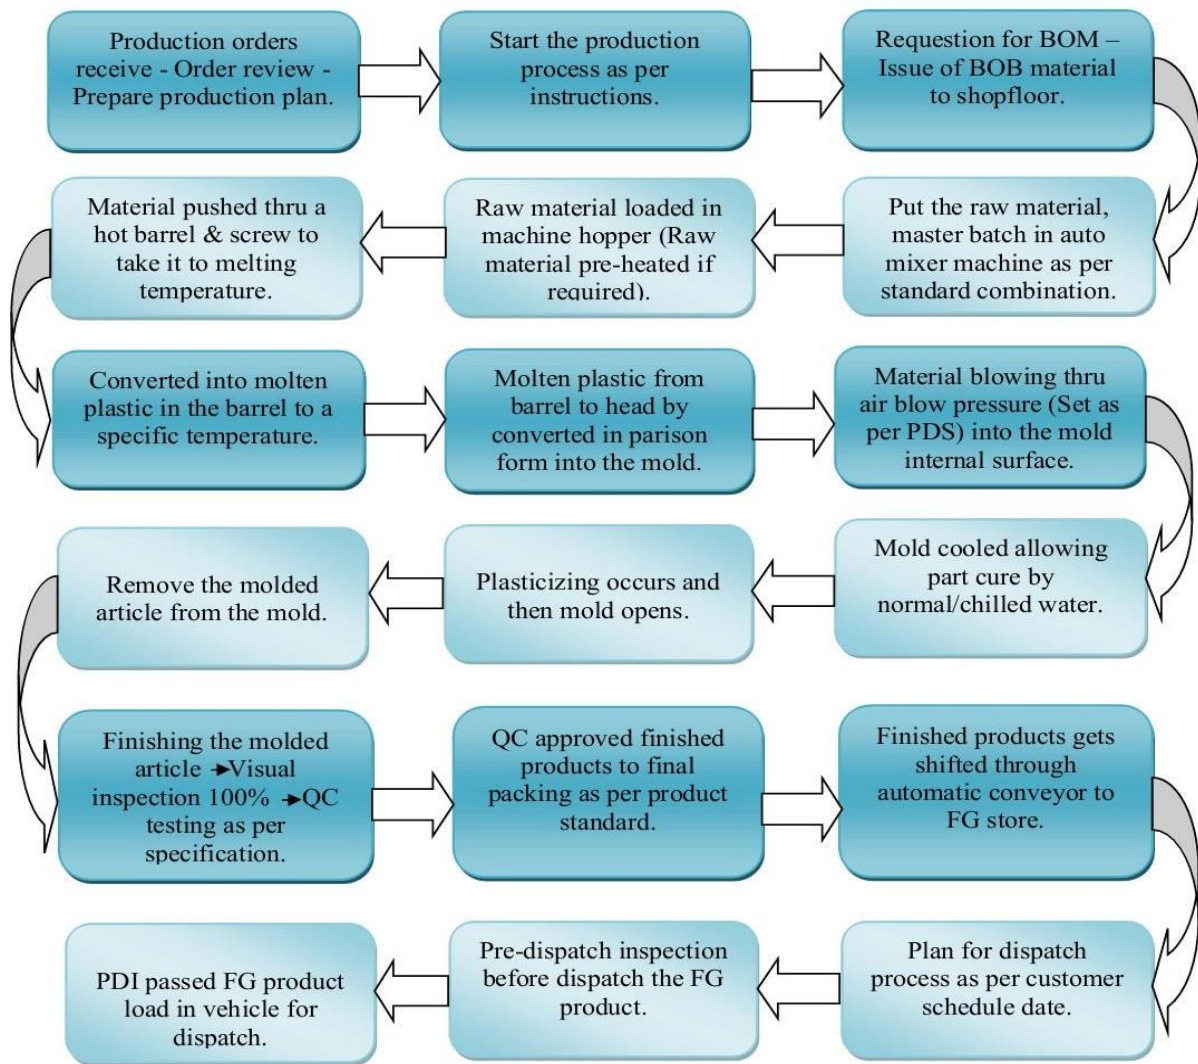 Production orders
receive - Order review -
Prepare production plan.
Start the production
process as per
instructions.
Requestion for BOM –
Issue of BOB material
to shopfloor.
Put the raw material,
master batch in auto
mixer machine as per
standard combination.
Raw material loaded in
machine hopper (Raw
material pre-heated if
required).
Material pushed thru a
hot barrel & screw to
take it to melting
temperature.
Converted into molten
plastic in the barrel to a
specific temperature.
Molten plastic from
barrel to head by
converted in parison
form into the mold.
Material blowing thru
air blow pressure (Set as
per PDS) into the mold
internal surface.
Mold cooled allowing
part cure by
normal/chilled water.
Plasticizing occurs and
then mold opens.
Remove the molded
article from the mold.
Finishing the molded
article →Visual
inspection 100% →QC
testing as per
specification.
QC approved finished
products to final
packing as per product
standard.
Finished products gets
shifted through
automatic conveyor to
FG store.
Plan for dispatch
process as per customer
schedule date.
Pre-dispatch inspection
before dispatch the FG
product.
PDI passed FG product
load in vehicle for
dispatch.